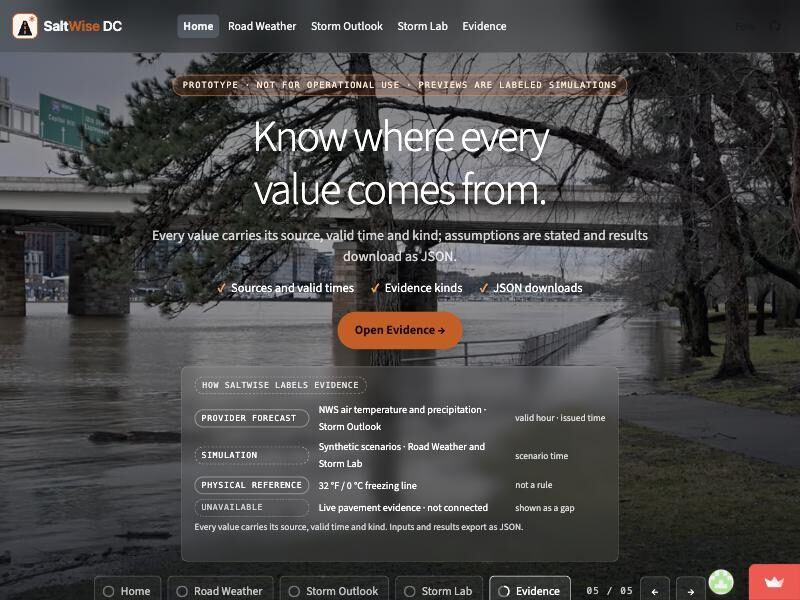 SaltWise DC
Home
Road Weather
Storm Outlook
Storm Lab
Evidence
PROTOTYPE · NOT FOR OPERATIONAL USE · PREVIEWS ARE LABELED SIMULATIONS
Know where every
value comes from.
Every value carries its source, valid time and kind; assumptions are stated and results
download as JSON.
✓ Sources and valid times ✓ Evidence kinds ✓ JSON downloads
Open Evidence →
HOW SALTWISE LABELS EVIDENCE
PROVIDER FORECAST
NWS air temperature and precipitation ·
Storm Outlook
valid hour · issued time
SIMULATION
Synthetic scenarios · Road Weather and
Storm Lab
scenario time
PHYSICAL REFERENCE
32 °F / 0 °C freezing line
not a rule
UNAVAILABLE
Live pavement evidence · not connected
shown as a gap
Every value carries its source, valid time and kind. Inputs and results export as JSON.
Home
Road Weather
Storm Outlook
Storm Lab
Evidence
05 / 05
← →